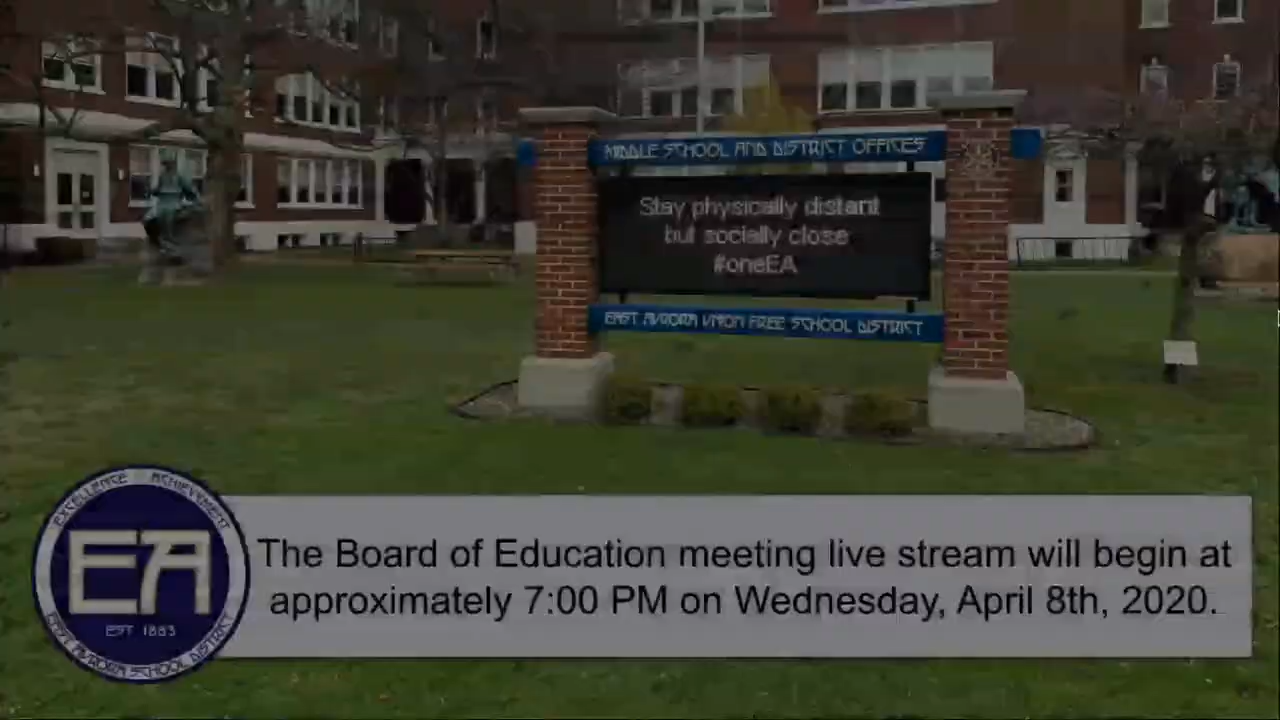 MIDDLE SCHOOL AND DISTRICT OFFICES
Stay physically distant
but socially close
#oneEA
EAST AURORA UNION FREE SCHOOL DISTRICT
EXCELLENCE ACHIEVEMENT
EA
EST 1883
EAST AURORA SCHOOL DISTRICT
The Board of Education meeting live stream will begin at
approximately 7:00 PM on Wednesday, April 8th, 2020.